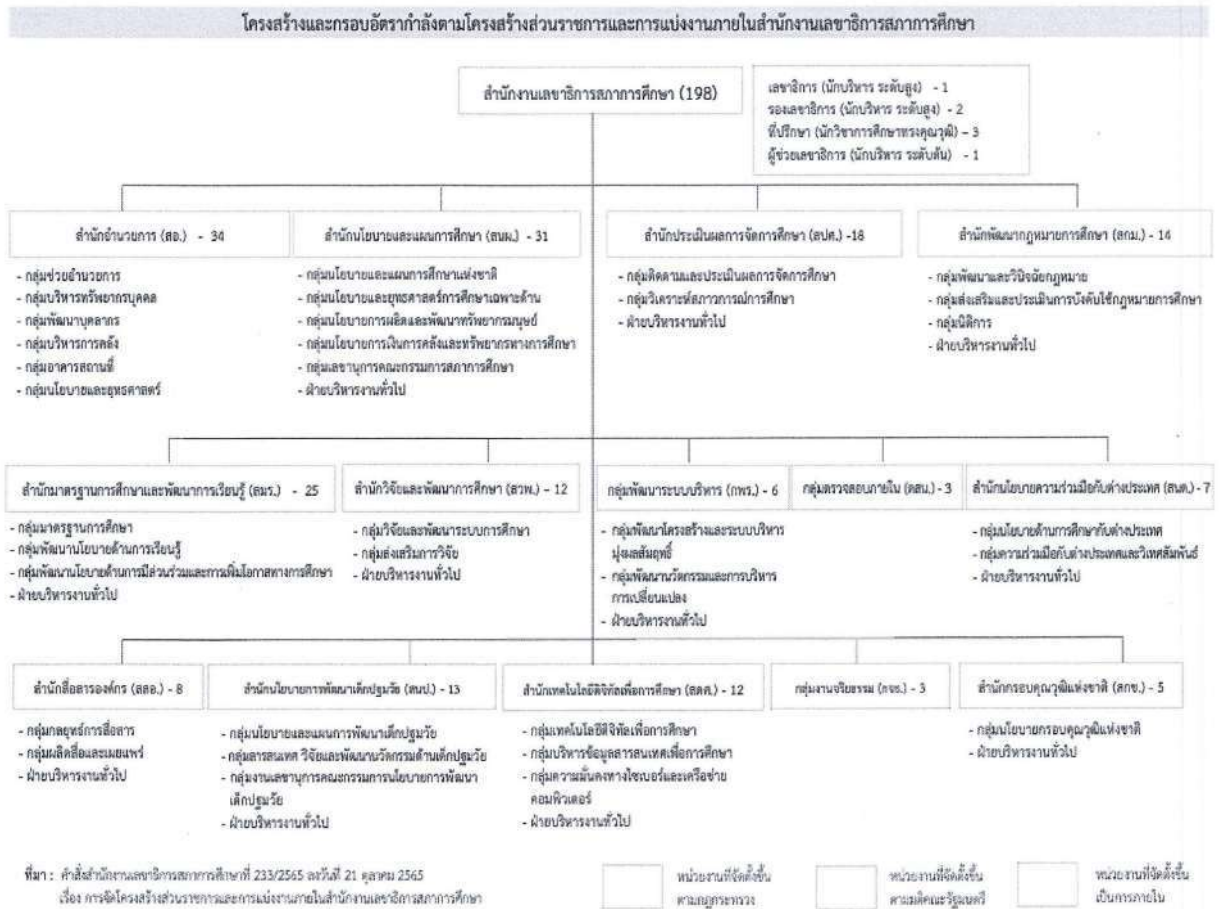 โครงสร้างและกรอบอัตรากำลังตามโครงสร้างส่วนราชการและการแบ่งงานภายในสำนักงานเลขาธิการสภาการศึกษา
สำนักงานเลขาธิการสภาการศึกษา (198)
เลขาธิการ (นักบริหาร ระดับสูง) - 1
รองเลขาธิการ (นักบริหาร ระดับสูง) - 2
ที่ปรึกษา (นักวิชาการศึกษาทรงคุณวุฒิ) - 3
ผู้ช่วยเลขาธิการ (นักบริหาร ระดับต้น) - 1
สำนักอำนวยการ (สอ.) - 34
- กลุ่มช่วยอำนวยการ
- กลุ่มบริหารทรัพยากรบุคคล
- กลุ่มพัฒนาบุคลากร
- กลุ่มบริหารการคลัง
- กลุ่มอาคารสถานที่
- กลุ่มนโยบายและยุทธศาสตร์
สำนักนโยบายและแผนการศึกษา (สนผ.) - 31
- กลุ่มนโยบายและแผนการศึกษาแห่งชาติ
- กลุ่มนโยบายและยุทธศาสตร์การศึกษาเฉพาะด้าน
- กลุ่มนโยบายการผลิตและพัฒนาทรัพยากรมนุษย์
- กลุ่มนโยบายการเงินการคลังและทรัพยากรทางการศึกษา
- กลุ่มเลขานุการคณะกรรมการสภาการศึกษา
- ฝ่ายบริหารงานทั่วไป
สำนักประเมินผลการจัดการศึกษา (สปศ.) -18
- กลุ่มติดตามและประเมินผลการจัดการศึกษา
- กลุ่มวิเคราะห์สภาวการณ์การศึกษา
- ฝ่ายบริหารงานทั่วไป
สำนักพัฒนากฎหมายการศึกษา (สกม.) - 14
- กลุ่มพัฒนาและวินิจฉัยกฎหมาย
- กลุ่มส่งเสริมและประเมินการบังคับใช้กฎหมายการศึกษา
- กลุ่มนิติการ
- ฝ่ายบริหารงานทั่วไป
สำนักมาตรฐานการศึกษาและพัฒนาการเรียนรู้ (สมร.) - 25
- กลุ่มมาตรฐานการศึกษา
- กลุ่มพัฒนานโยบายด้านการเรียนรู้
- กลุ่มพัฒนานโยบายด้านการมีส่วนร่วมและการเพิ่มโอกาสทางการศึกษา
- ฝ่ายบริหารงานทั่วไป
สำนักวิจัยและพัฒนาการศึกษา (สวพ.) - 12
- กลุ่มวิจัยและพัฒนาระบบการศึกษา
- กลุ่มส่งเสริมการวิจัย
- ฝ่ายบริหารงานทั่วไป
กลุ่มพัฒนาระบบบริหาร (กพร.) - 6
- กลุ่มพัฒนาโครงสร้างและระบบบริหาร
มุ่งผลสัมฤทธิ์
- กลุ่มพัฒนานวัตกรรมและการบริหาร
การเปลี่ยนแปลง
- ฝ่ายบริหารงานทั่วไป
กลุ่มตรวจสอบภายใน (ตสน.) - 3
สำนักนโยบายความร่วมมือกับต่างประเทศ (สนต.) - 7
- กลุ่มนโยบายด้านการศึกษากับต่างประเทศ
- กลุ่มความร่วมมือกับต่างประเทศและวิเทศสัมพันธ์
- ฝ่ายบริหารงานทั่วไป
สำนักสื่อสารองค์กร (สสอ.) - 8
- กลุ่มกลยุทธ์การสื่อสาร
- กลุ่มผลิตสื่อและเผยแพร่
- ฝ่ายบริหารงานทั่วไป
สำนักนโยบายการพัฒนาเด็กปฐมวัย (สนป.) - 13
- กลุ่มนโยบายและแผนการพัฒนาเด็กปฐมวัย
- กลุ่มสารสนเทศ วิจัยและพัฒนานวัตกรรมด้านเด็กปฐมวัย
- กลุ่มงานเลขานุการคณะกรรมการนโยบายการพัฒนา
เด็กปฐมวัย
- ฝ่ายบริหารงานทั่วไป
สำนักเทคโนโลยีดิจิทัลเพื่อการศึกษา (สดศ.) - 12
- กลุ่มเทคโนโลยีดิจิทัลเพื่อการศึกษา
- กลุ่มบริหารข้อมูลสารสนเทศเพื่อการศึกษา
- กลุ่มความมั่นคงทางไซเบอร์และเครือข่าย
คอมพิวเตอร์
- ฝ่ายบริหารงานทั่วไป
กลุ่มงานจริยธรรม (กจธ.) - 3
สำนักกรอบคุณวุฒิแห่งชาติ (สกช.) - 5
- กลุ่มนโยบายกรอบคุณวุฒิแห่งชาติ
- ฝ่ายบริหารงานทั่วไป
ที่มา : คำสั่งสำนักงานเลขาธิการสภาการศึกษาที่ 233/2565 ลงวันที่ 21 ตุลาคม 2565
เรื่อง การจัดโครงสร้างส่วนราชการและการแบ่งงานภายในสำนักงานเลขาธิการสภาการศึกษา
หน่วยงานที่จัดตั้งขึ้น
ตามกฎกระทรวง
หน่วยงานที่จัดตั้งขึ้น
ตามมติคณะรัฐมนตรี
หน่วยงานที่จัดตั้งขึ้น
เป็นการภายใน